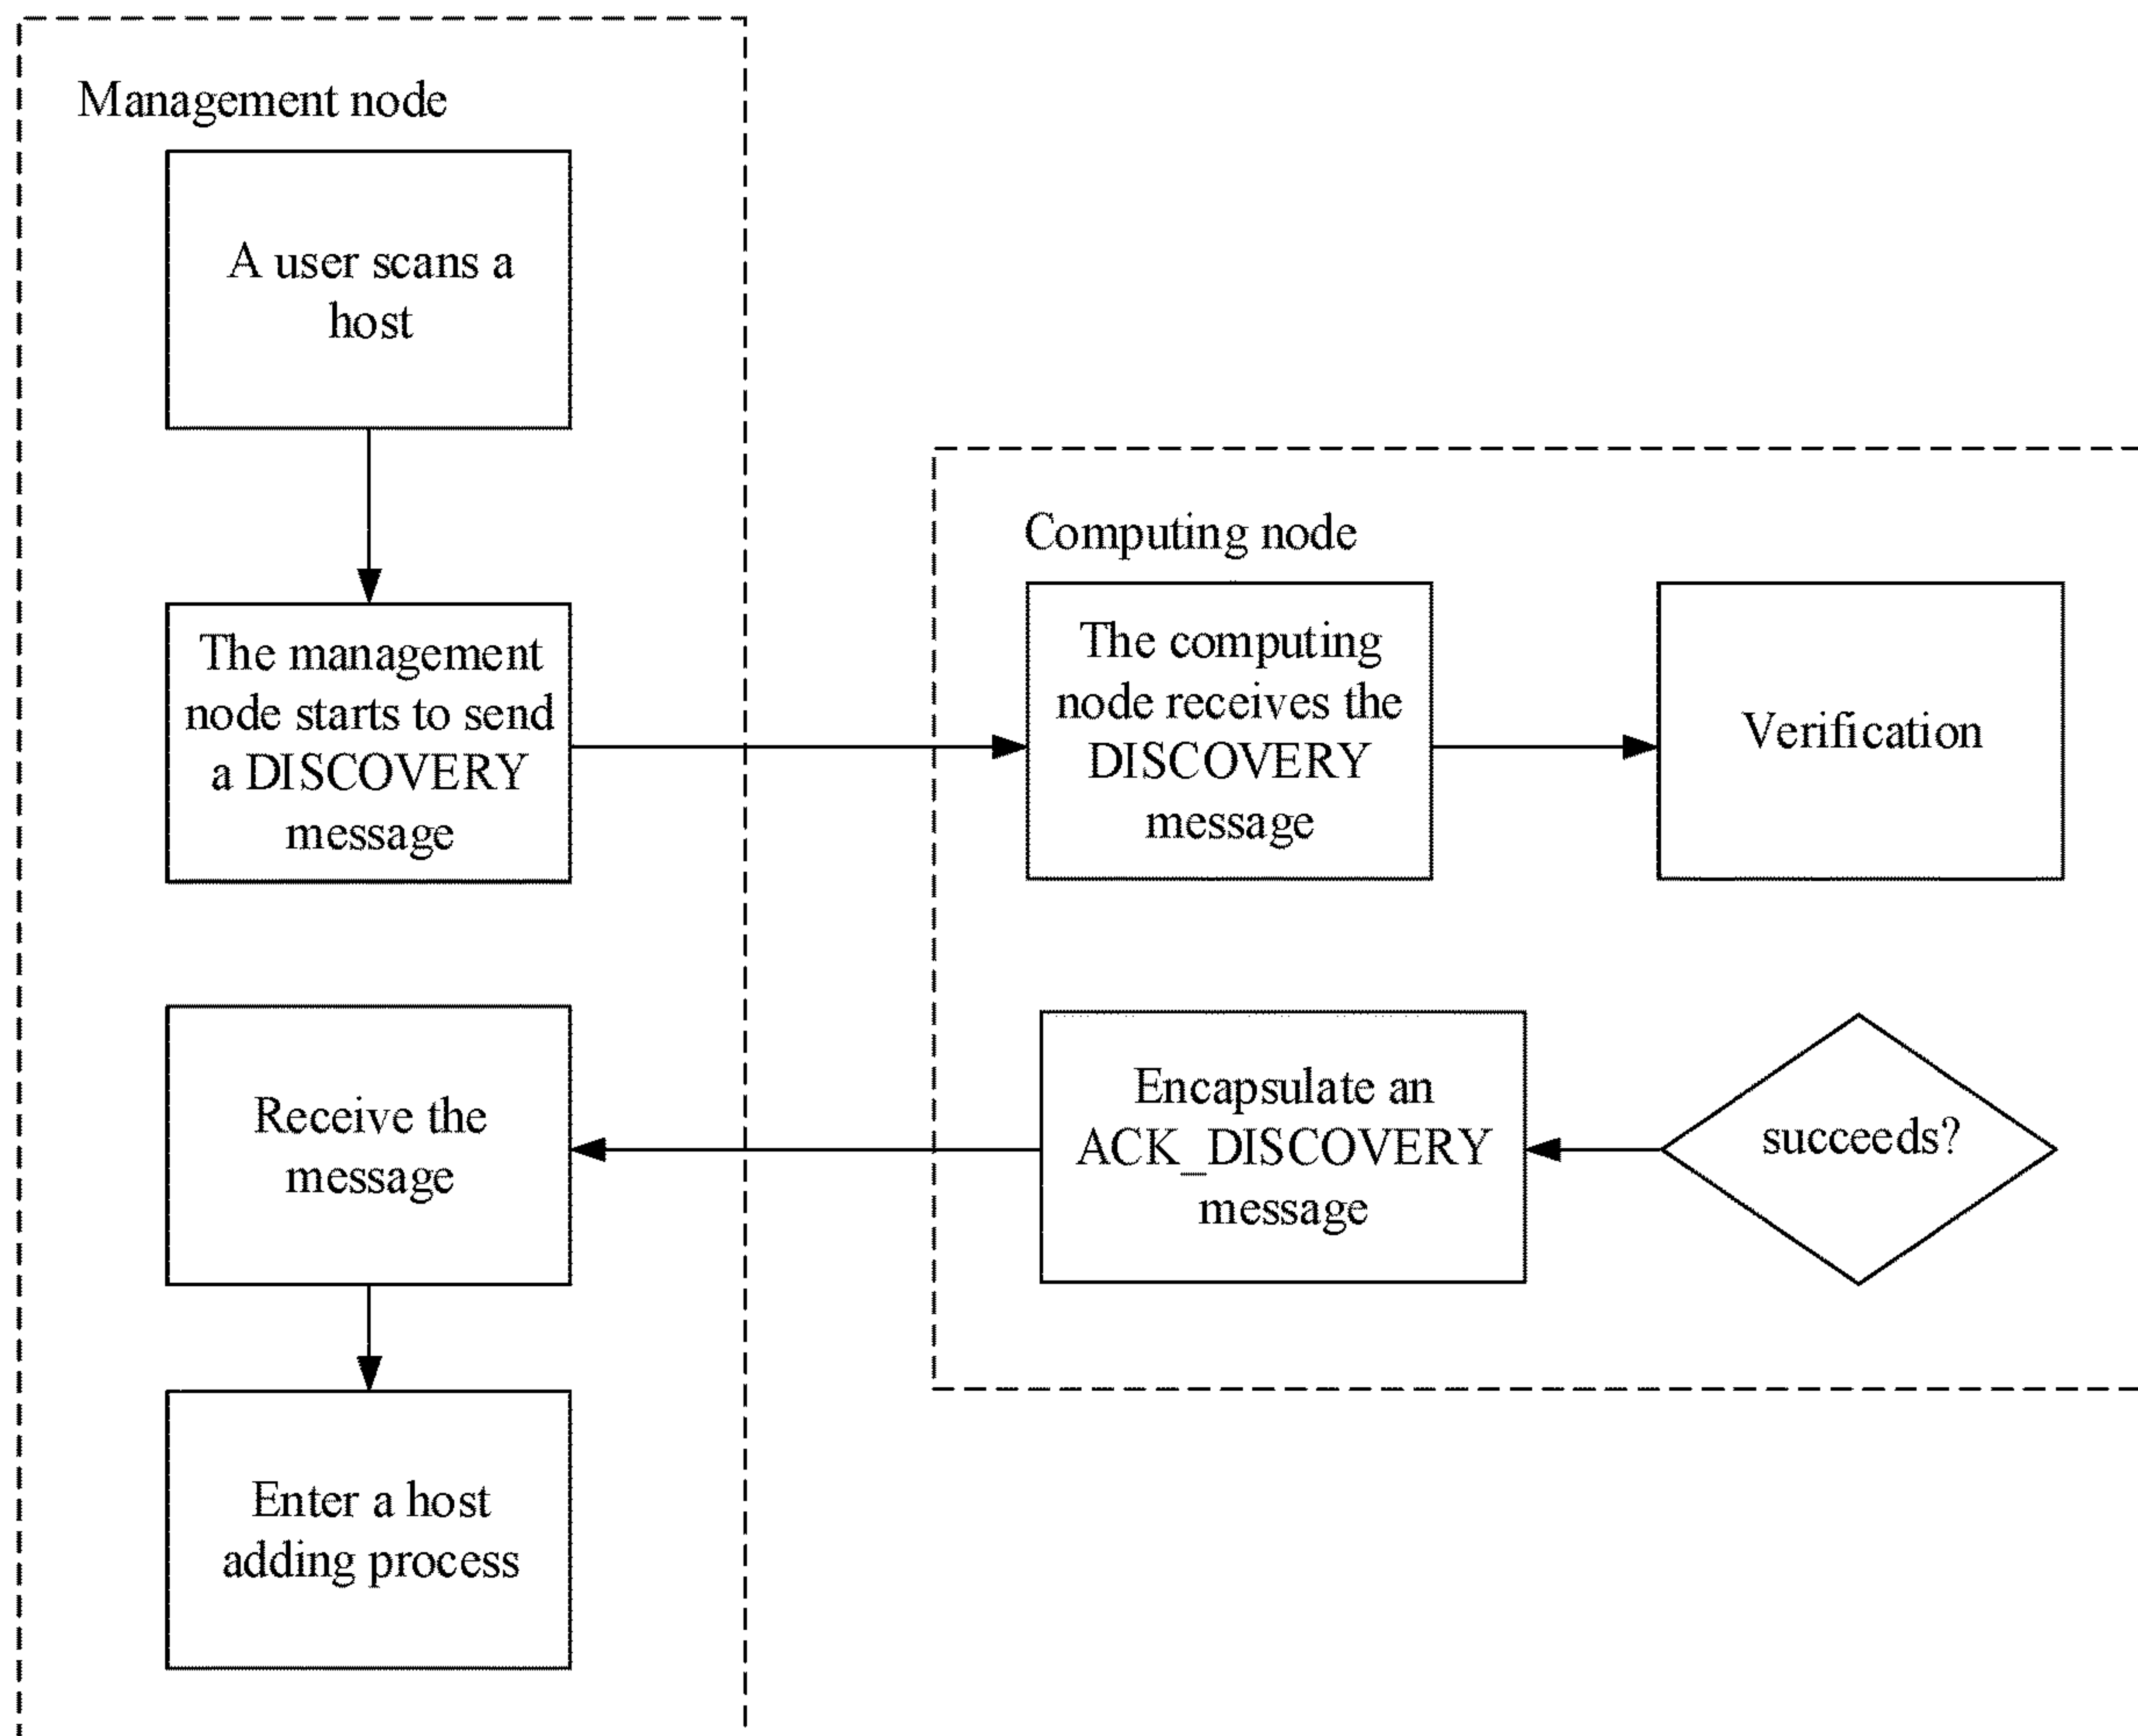 Management node
A user scans a
host
The management
node starts to send
a DISCOVERY
message
Computing node
The computing
node receives the
DISCOVERY
message
Verification
succeeds?
Encapsulate an
ACK_DISCOVERY
message
Receive the
message
Enter a host
adding process